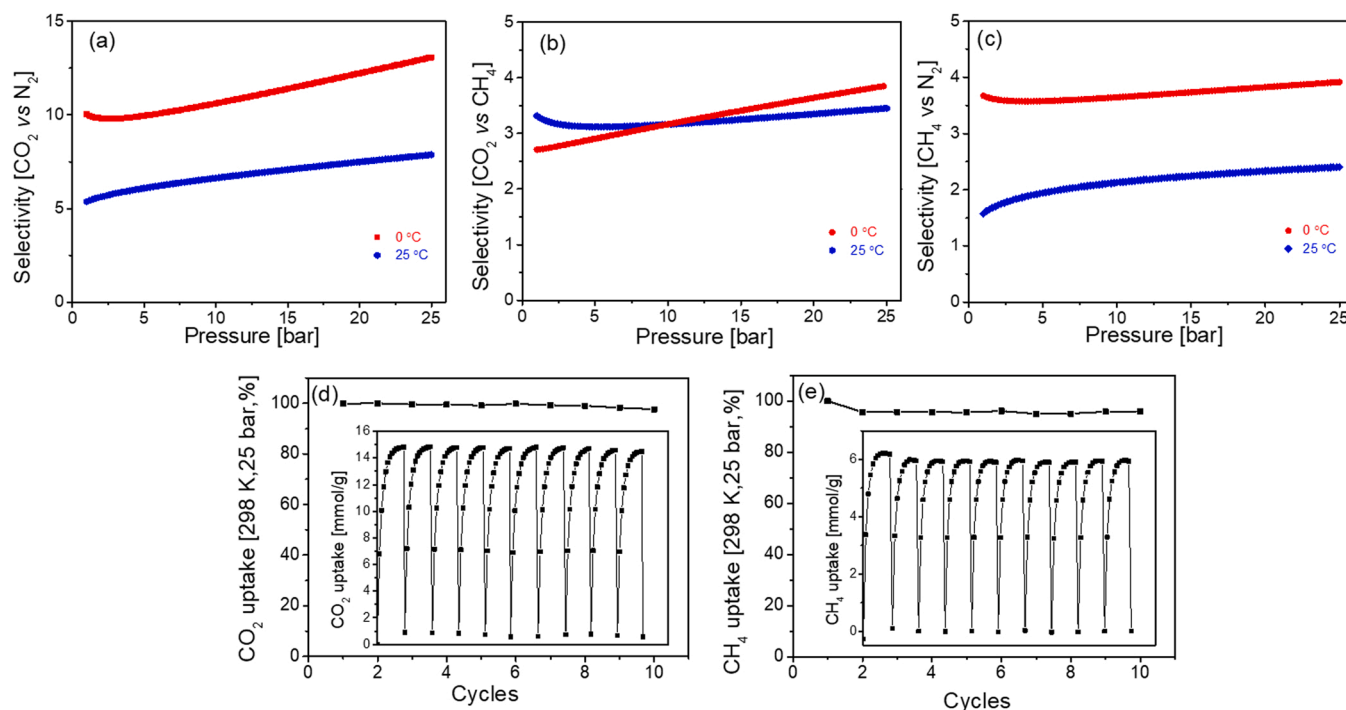 (a)
Selectivity [CO2 vs N2]
15
10
5
0
0 °C
25 °C
0 5 10 15 20 25
Pressure [bar]
(b)
Selectivity [CO2 vs CH4]
5
4
3
2
1
0
0 °C
25 °C
0 5 10 15 20 25
Pressure [bar]
(c)
Selectivity [CH4 vs N2]
5
4
3
2
1
0
0 °C
25 °C
0 5 10 15 20 25
Pressure [bar]
(d)
CO2 uptake [298 K,25 bar,%]
100
80
60
40
20
0
CO2 uptake [mmol/g]
16
14
12
10
8
6
4
2
0
0 2 4 6 8 10
Cycles
(e)
CH4 uptake [298 K,25 bar,%]
100
80
60
40
20
0
CH4 uptake [mmol/g]
6
4
2
0
0 2 4 6 8 10
Cycles